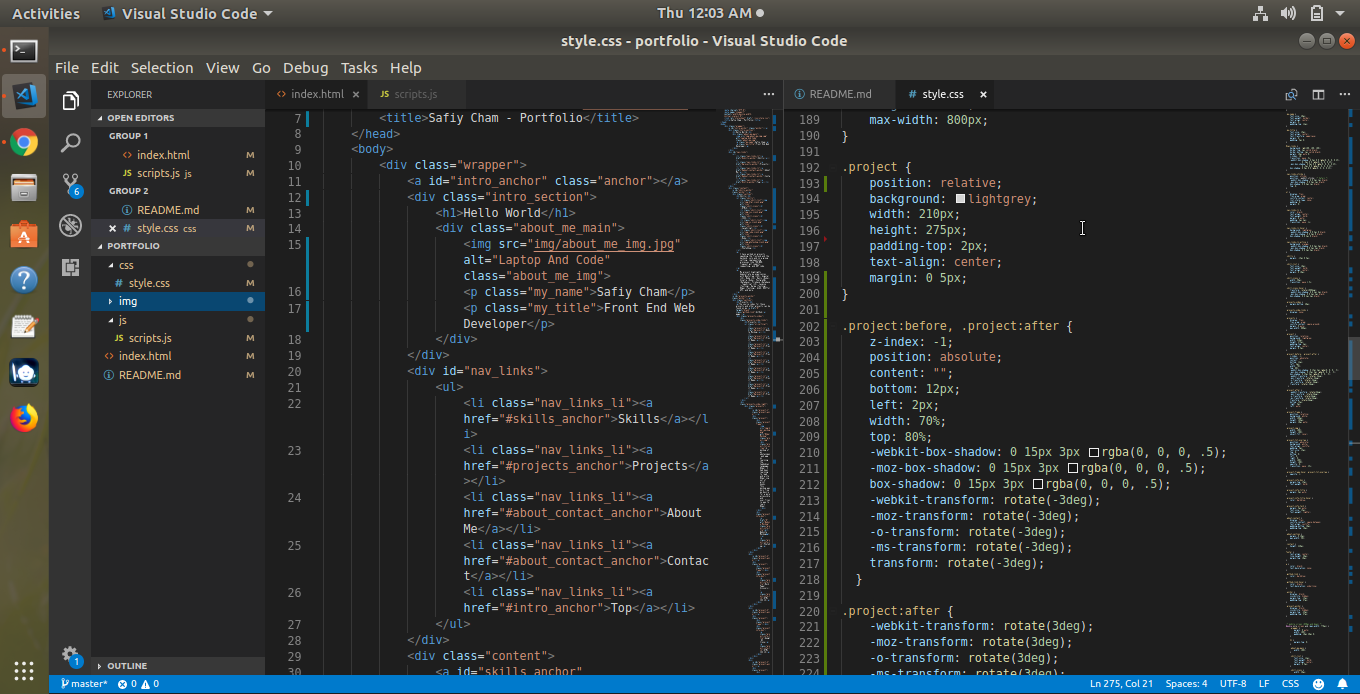 Activities
Visual Studio Code
Thu 12:03 AM
style.css - portfolio - Visual Studio Code
File Edit Selection View Go Debug Tasks Help
EXPLORER
OPEN EDITORS
GROUP 1
<> index.html M
JS scripts.js js M
GROUP 2
README.md M
# style.css css M
PORTFOLIO
css
# style.css M
img
js
JS scripts.js M
<> index.html M
README.md M
OUTLINE
6
1
<> index.html ×
JS scripts.js
7 <title>Safiy Cham - Portfolio</title>
8 </head>
9 <body>
10 <div class="wrapper">
11 <a id="intro_anchor" class="anchor"></a>
12 <div class="intro_section">
13 <h1>Hello World</h1>
14 <div class="about_me_main">
15 <img src="img/about_me_img.jpg"
alt="Laptop And Code"
class="about_me_img">
16 <p class="my_name">Safiy Cham</p>
17 <p class="my_title">Front End Web
Developer</p>
18 </div>
19 </div>
20 <div id="nav_links">
21 <ul>
22 <li class="nav_links_li"><a
href="#skills_anchor">Skills</a></l
i>
23 <li class="nav_links_li"><a
href="#projects_anchor">Projects</a
></li>
24 <li class="nav_links_li"><a
href="#about_contact_anchor">About
Me</a></li>
25 <li class="nav_links_li"><a
href="#about_contact_anchor">Contac
t</a></li>
26 <li class="nav_links_li"><a
href="#intro_anchor">Top</a></li>
27 </ul>
28 </div>
29 <div class="content">
30 <a id="skills_anchor"
README.md
# style.css ×
189 max-width: 800px;
190 }
191
192 .project {
193 position: relative;
194 background: lightgrey;
195 width: 210px;
196 height: 275px;
197 padding-top: 2px;
198 text-align: center;
199 margin: 0 5px;
200 }
201
202 .project:before, .project:after {
203 z-index: -1;
204 position: absolute;
205 content: "";
206 bottom: 12px;
207 left: 2px;
208 width: 70%;
209 top: 80%;
210 -webkit-box-shadow: 0 15px 3px rgba(0, 0, 0, .5);
211 -moz-box-shadow: 0 15px 3px rgba(0, 0, 0, .5);
212 box-shadow: 0 15px 3px rgba(0, 0, 0, .5);
213 -webkit-transform: rotate(-3deg);
214 -moz-transform: rotate(-3deg);
215 -o-transform: rotate(-3deg);
216 -ms-transform: rotate(-3deg);
217 transform: rotate(-3deg);
218 }
219
220 .project:after {
221 -webkit-transform: rotate(3deg);
222 -moz-transform: rotate(3deg);
223 -o-transform: rotate(3deg);
-ms-transform: rotate(3deg);
master* 0 0
Ln 275, Col 21 Spaces: 4 UTF-8 LF CSS